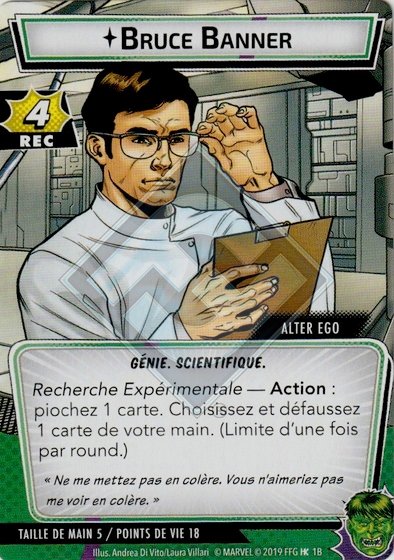 BRUCE BANNER
4
REC
ALTER EGO
GÉNIE. SCIENTIFIQUE.
Recherche Expérimentale — Action :
piochez 1 carte. Choisissez et défaussez
1 carte de votre main. (Limite d'une fois
par round.)
« Ne me mettez pas en colère. Vous n'aimeriez pas
me voir en colère. »
TAILLE DE MAIN 5 / POINTS DE VIE 18
Illus. Andrea Di Vito/Laura Villari © MARVEL © 2019 FFG HK 1B